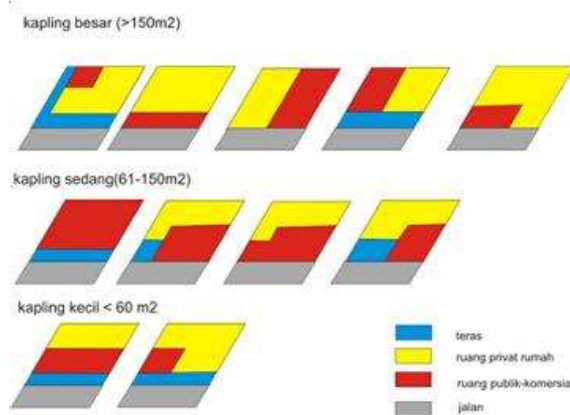 kapling besar (>150m2)
kapling sedang(61-150m2)
kapling kecil < 60 m2
teras
ruang privat rumah
ruang publik-komersia
jalan